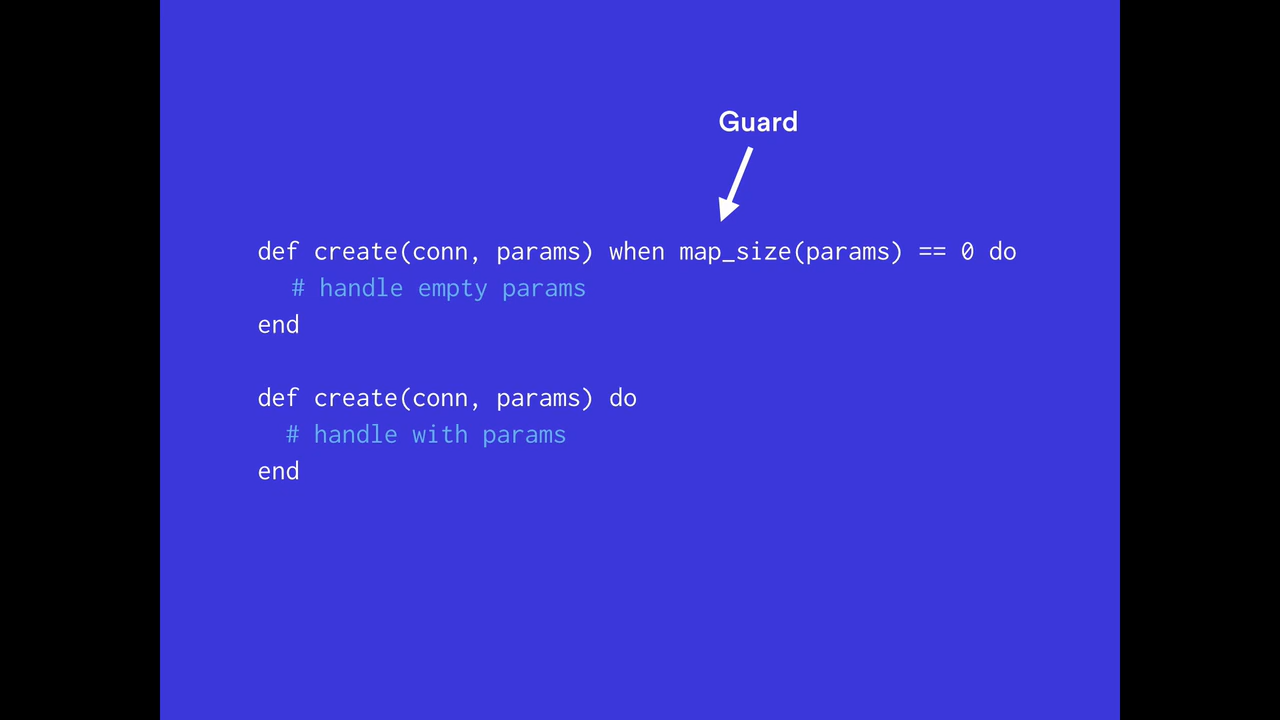 Guard
def create(conn, params) when map_size(params) == 0 do
  # handle empty params
end
def create(conn, params) do
  # handle with params
end